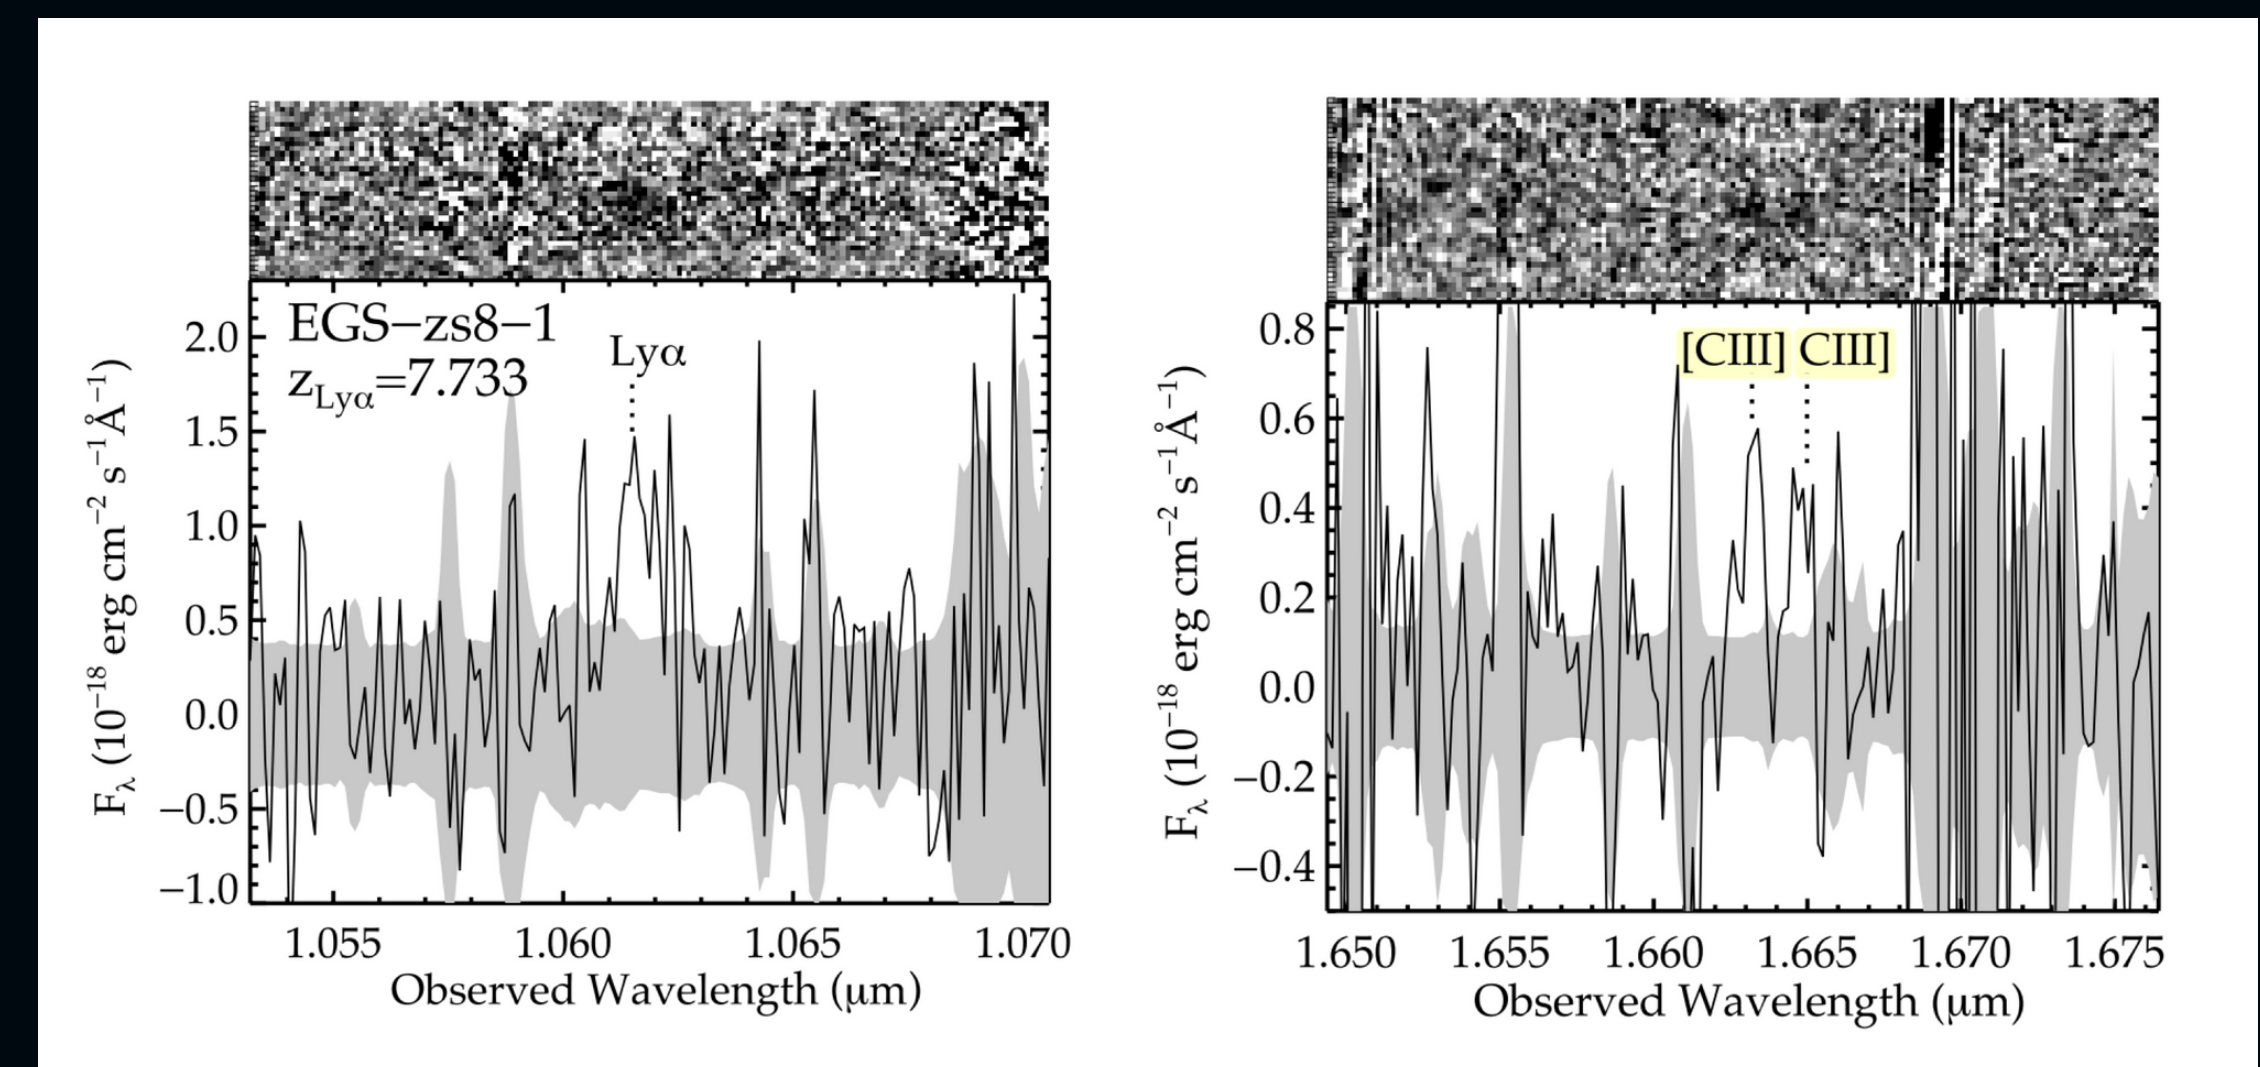 EGS−zs8−1
z_Lyα=7.733
Lyα
2.0
1.5
1.0
0.5
0.0
−0.5
−1.0
F_λ (10^−18 erg cm^−2 s^−1Å^−1)
1.055 1.060 1.065 1.070
Observed Wavelength (μm)
[CIII] CIII]
0.8
0.6
0.4
0.2
0.0
−0.2
−0.4
F_λ (10^−18 erg cm^−2 s^−1Å^−1)
1.650 1.655 1.660 1.665 1.670 1.675
Observed Wavelength (μm)